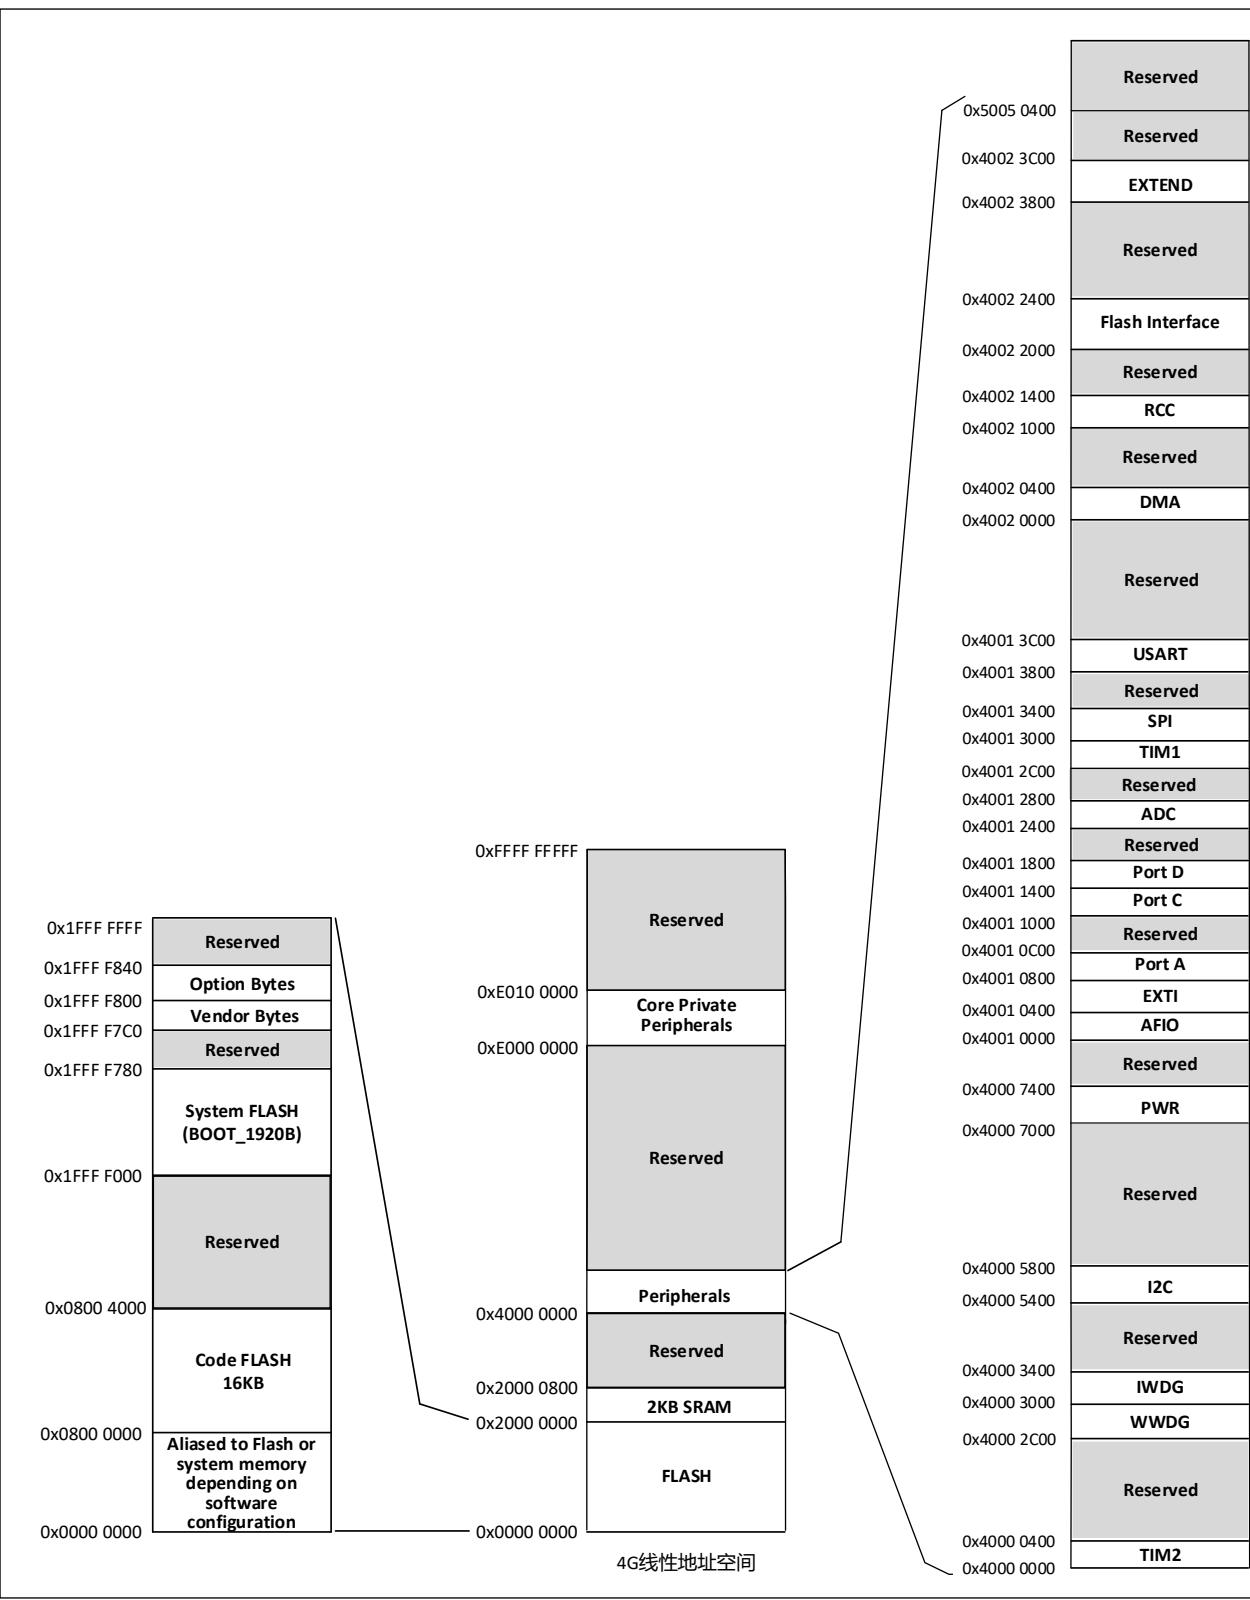 Reserved
0x5005 0400
Reserved
0x4002 3C00
EXTEND
0x4002 3800
Reserved
0x4002 2400
Flash Interface
0x4002 2000
Reserved
0x4002 1400
RCC
0x4002 1000
Reserved
0x4002 0400
DMA
0x4002 0000
Reserved
0x4001 3C00
USART
0x4001 3800
Reserved
0x4001 3400
SPI
0x4001 3000
TIM1
0x4001 2C00
Reserved
0x4001 2800
ADC
0x4001 2400
Reserved
0x4001 1800
Port D
0x4001 1400
Port C
0x4001 1000
Reserved
0x4001 0C00
Port A
0x4001 0800
EXTI
0x4001 0400
AFIO
0x4001 0000
Reserved
0x4000 7400
PWR
0x4000 7000
Reserved
0x4000 5800
I2C
0x4000 5400
Reserved
0x4000 3400
IWDG
0x4000 3000
WWDG
0x4000 2C00
Reserved
0x4000 0400
TIM2
0x4000 0000
0xFFFF FFFFF
Reserved
0xE010 0000
Core Private
Peripherals
0xE000 0000
Reserved
Peripherals
0x4000 0000
Reserved
0x2000 0800
2KB SRAM
0x2000 0000
FLASH
0x0000 0000
4G线性地址空间
0x1FFF FFFF
Reserved
0x1FFF F840
Option Bytes
0x1FFF F800
Vendor Bytes
0x1FFF F7C0
Reserved
0x1FFF F780
System FLASH
(BOOT_1920B)
0x1FFF F000
Reserved
0x0800 4000
Code FLASH
16KB
0x0800 0000
Aliased to Flash or
system memory
depending on
software
configuration
0x0000 0000